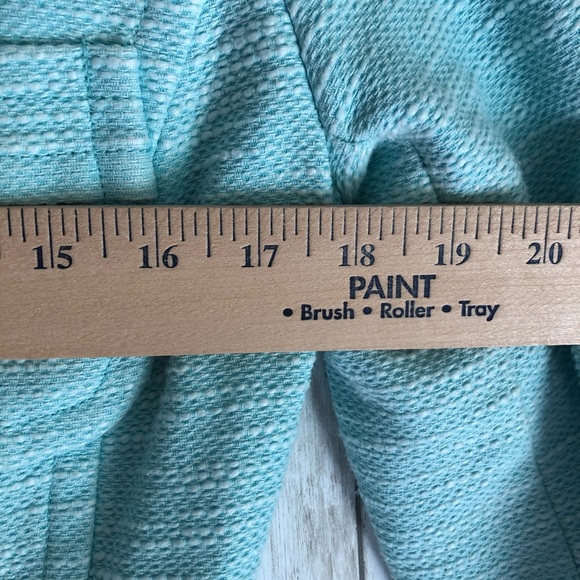 15 16 17 18 19 20
PAINT
• Brush • Roller • Tray